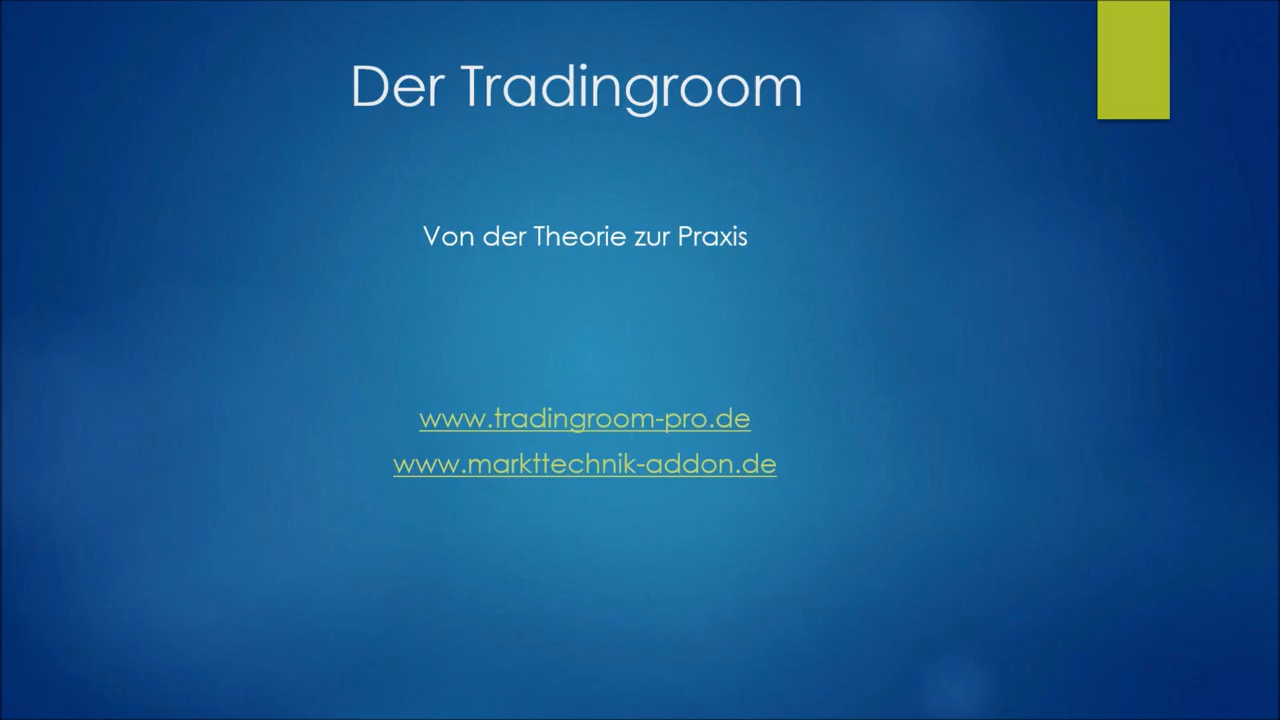 Der Tradingroom
Von der Theorie zur Praxis
www.tradingroom-pro.de
www.markttechnik-addon.de